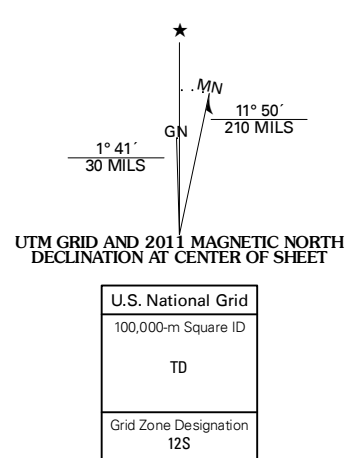 ★
MN
GN
11° 50´
210 MILS
1° 41´
30 MILS
UTM GRID AND 2011 MAGNETIC NORTH
DECLINATION AT CENTER OF SHEET
U.S. National Grid
100,000-m Square ID
TD
Grid Zone Designation
12S